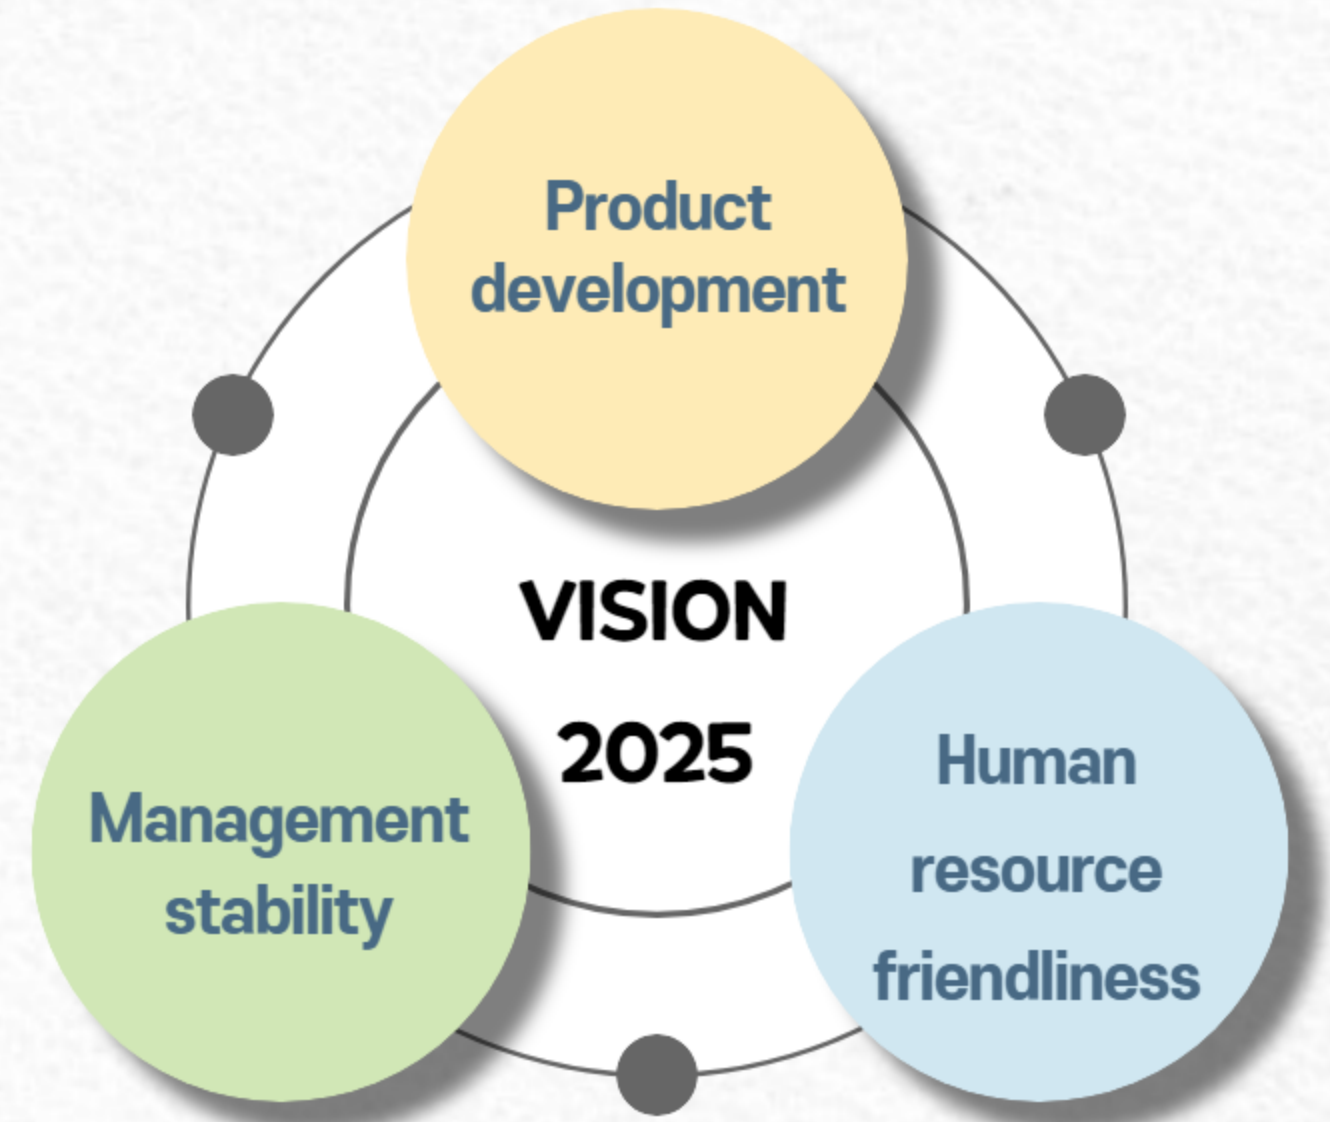 Product
development
VISION
2025
Management
stability
Human
resource
friendliness